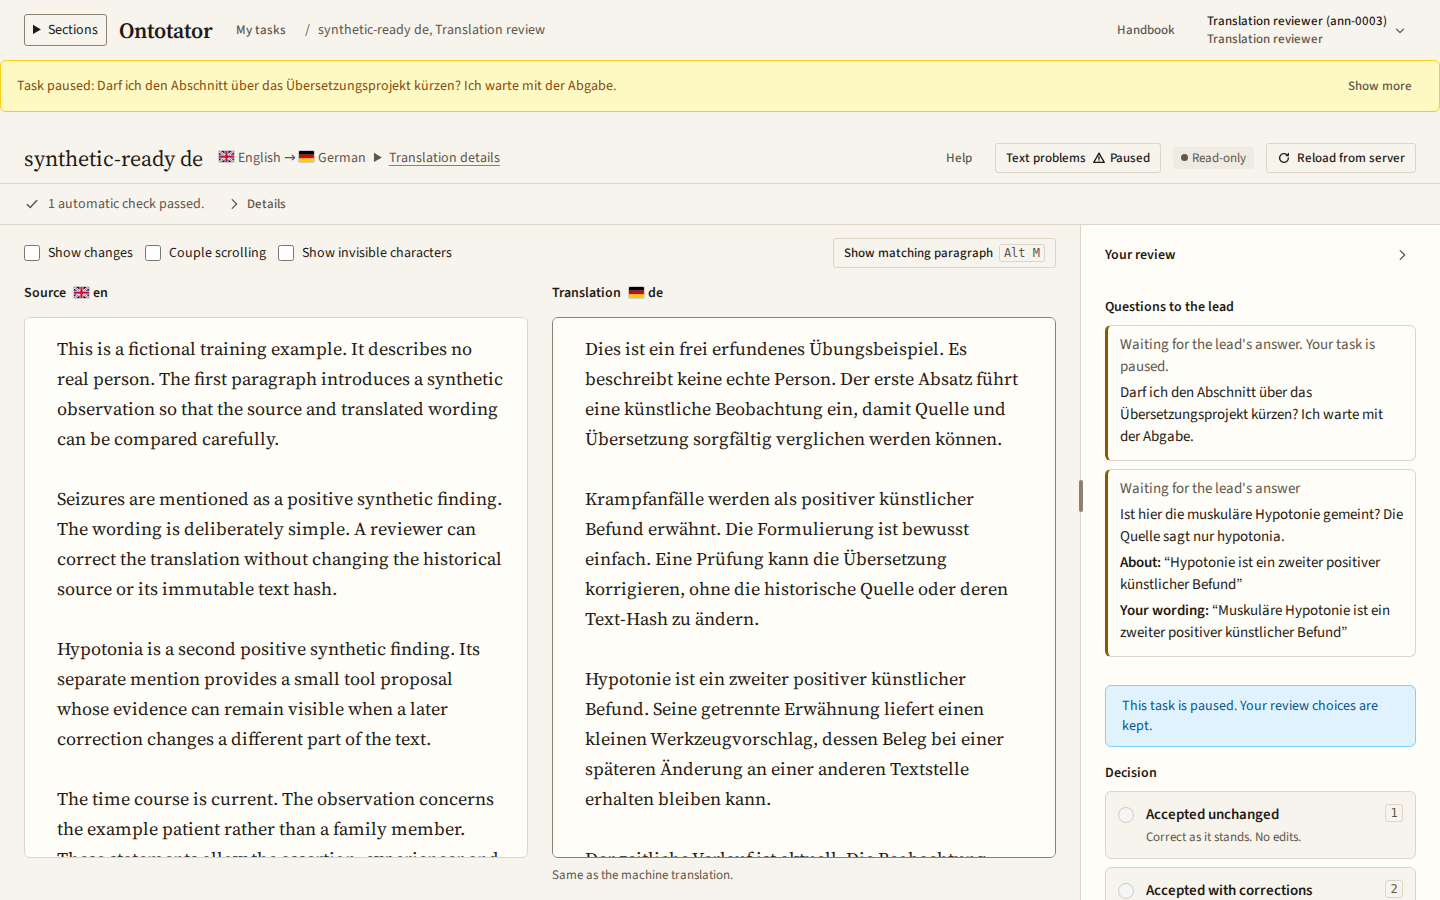 Sections
Ontotator
My tasks
/ synthetic-ready de, Translation review
Handbook
Translation reviewer (ann-0003)
Translation reviewer
Task paused: Darf ich den Abschnitt über das Übersetzungsprojekt kürzen? Ich warte mit der Abgabe.
Show more
synthetic-ready de
English → German
Translation details
Help
Text problems Paused
Read-only
Reload from server
1 automatic check passed.
Details
Show changes
Couple scrolling
Show invisible characters
Show matching paragraph Alt M
Source en
This is a fictional training example. It describes no
real person. The first paragraph introduces a synthetic
observation so that the source and translated wording
can be compared carefully.
Seizures are mentioned as a positive synthetic finding.
The wording is deliberately simple. A reviewer can
correct the translation without changing the historical
source or its immutable text hash.
Hypotonia is a second positive synthetic finding. Its
separate mention provides a small tool proposal
whose evidence can remain visible when a later
correction changes a different part of the text.
The time course is current. The observation concerns
the example patient rather than a family member.
Translation de
Dies ist ein frei erfundenes Übungsbeispiel. Es
beschreibt keine echte Person. Der erste Absatz führt
eine künstliche Beobachtung ein, damit Quelle und
Übersetzung sorgfältig verglichen werden können.
Krampfanfälle werden als positiver künstlicher
Befund erwähnt. Die Formulierung ist bewusst
einfach. Eine Prüfung kann die Übersetzung
korrigieren, ohne die historische Quelle oder deren
Text-Hash zu ändern.
Hypotonie ist ein zweiter positiver künstlicher
Befund. Seine getrennte Erwähnung liefert einen
kleinen Werkzeugvorschlag, dessen Beleg bei einer
späteren Änderung an einer anderen Textstelle
erhalten bleiben kann.
Der zeitliche Verlauf ist aktuell. Die Beobachtung
Same as the machine translation.
Your review
Questions to the lead
Waiting for the lead's answer. Your task is
paused.
Darf ich den Abschnitt über das
Übersetzungsprojekt kürzen? Ich warte mit
der Abgabe.
Waiting for the lead's answer
Ist hier die muskuläre Hypotonie gemeint? Die
Quelle sagt nur hypotonia.
About: “Hypotonie ist ein zweiter positiver
künstlicher Befund”
Your wording: “Muskuläre Hypotonie ist ein
zweiter positiver künstlicher Befund”
This task is paused. Your review choices are
kept.
Decision
Accepted unchanged 1
Correct as it stands. No edits.
Accepted with corrections 2